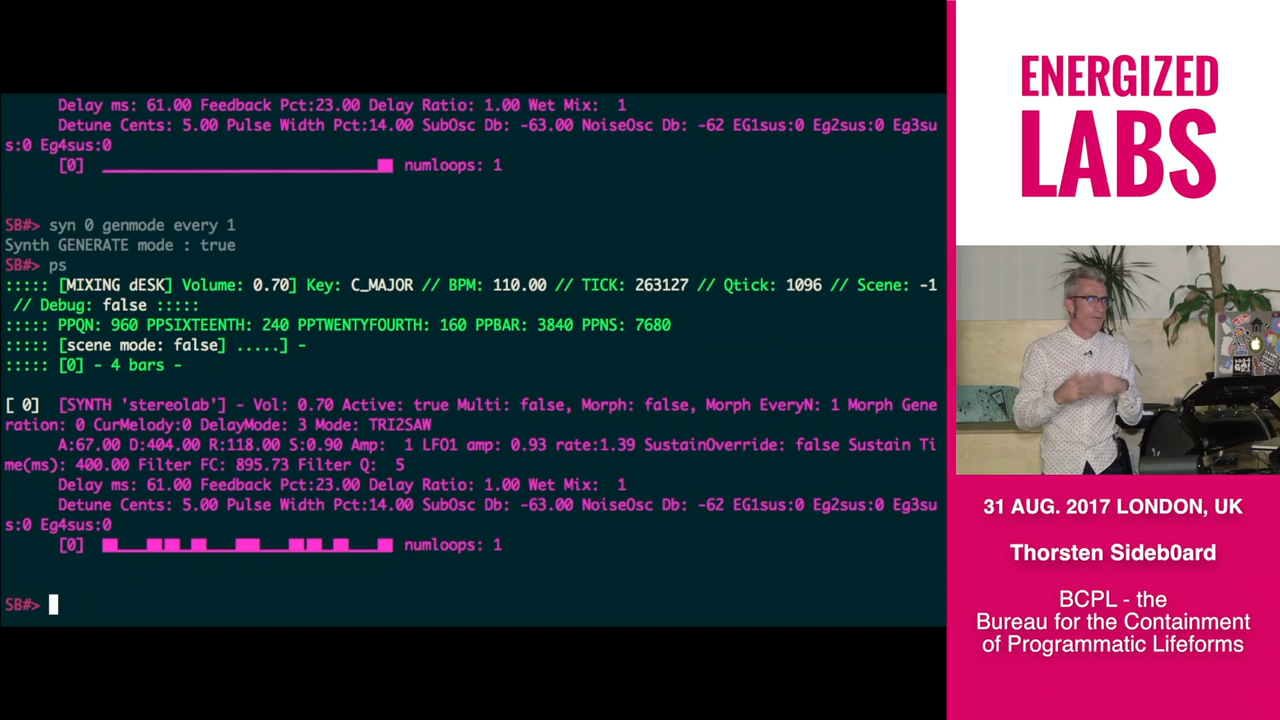 Delay ms: 61.00 Feedback Pct:23.00 Delay Ratio: 1.00 Wet Mix:  1
Detune Cents: 5.00 Pulse Width Pct:14.00 SubOsc Db: -63.00 NoiseOsc Db: -62 EG1sus:0 Eg2sus:0 Eg3su
s:0 Eg4sus:0
[0] numloops: 1
SB#> syn 0 genmode every 1
Synth GENERATE mode : true
SB#> ps
::::: [MIXING dESK] Volume: 0.70] Key: C_MAJOR // BPM: 110.00 // TICK: 263127 // Qtick: 1096 // Scene: -1
// Debug: false :::::
::::: PPQN: 960 PPSIXTEENTH: 240 PPTWENTYFOURTH: 160 PPBAR: 3840 PPNS: 7680
::::: [scene mode: false] .....] -
::::: [0] - 4 bars -
[ 0]  [SYNTH 'stereolab'] - Vol: 0.70 Active: true Multi: false, Morph: false, Morph EveryN: 1 Morph Gene
ration: 0 CurMelody:0 DelayMode: 3 Mode: TRI2SAW
A:67.00 D:404.00 R:118.00 S:0.90 Amp:  1 LFO1 amp: 0.93 rate:1.39 SustainOverride: false Sustain Ti
me(ms): 400.00 Filter FC: 895.73 Filter Q:  5
Delay ms: 61.00 Feedback Pct:23.00 Delay Ratio: 1.00 Wet Mix:  1
Detune Cents: 5.00 Pulse Width Pct:14.00 SubOsc Db: -63.00 NoiseOsc Db: -62 EG1sus:0 Eg2sus:0 Eg3su
s:0 Eg4sus:0
[0] numloops: 1
SB#>
ENERGIZED
LABS
31 AUG. 2017 LONDON, UK
Thorsten Sideb0ard
BCPL - the
Bureau for the Containment
of Programmatic Lifeforms